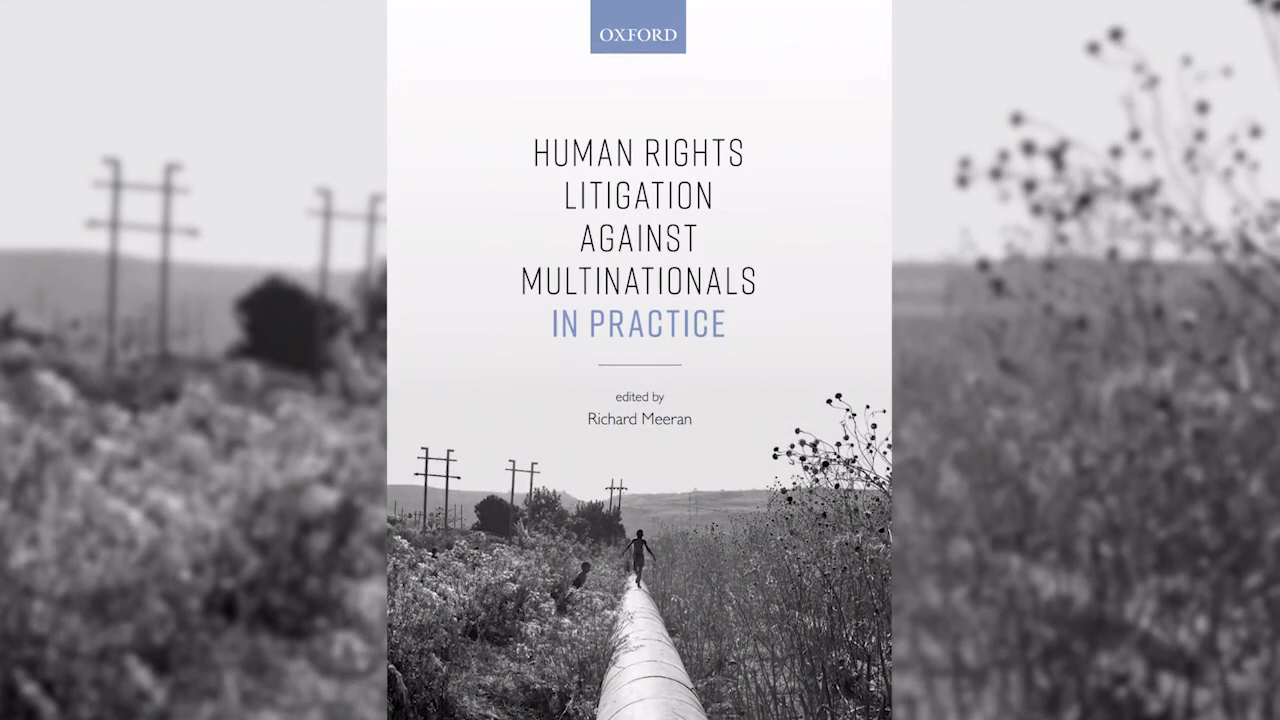 OXFORD
HUMAN RIGHTS
LITIGATION
AGAINST
MULTINATIONALS
IN PRACTICE
edited by
Richard Meeran